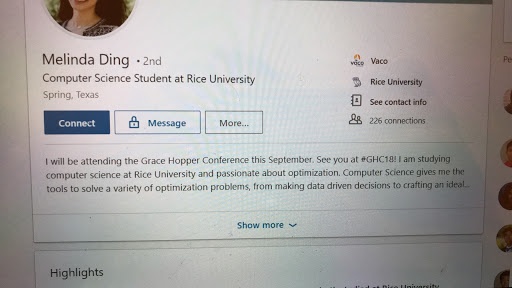 Melinda Ding • 2nd
Computer Science Student at Rice University
Spring, Texas
Connect
Message
More...
vaco
Vaco
Rice University
See contact info
226 connections
I will be attending the Grace Hopper Conference this September. See you at #GHC18! I am studying
computer science at Rice University and passionate about optimization. Computer Science gives me the
tools to solve a variety of optimization problems, from making data driven decisions to crafting an ideal...
Show more
Highlights
Pe